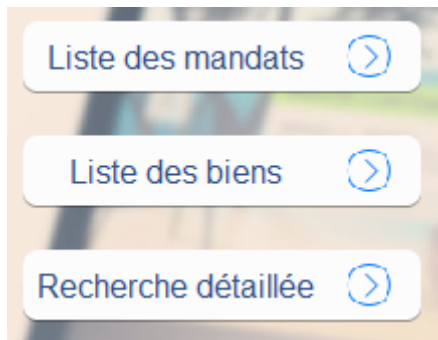 Liste des mandats
Liste des biens
Recherche détaillée